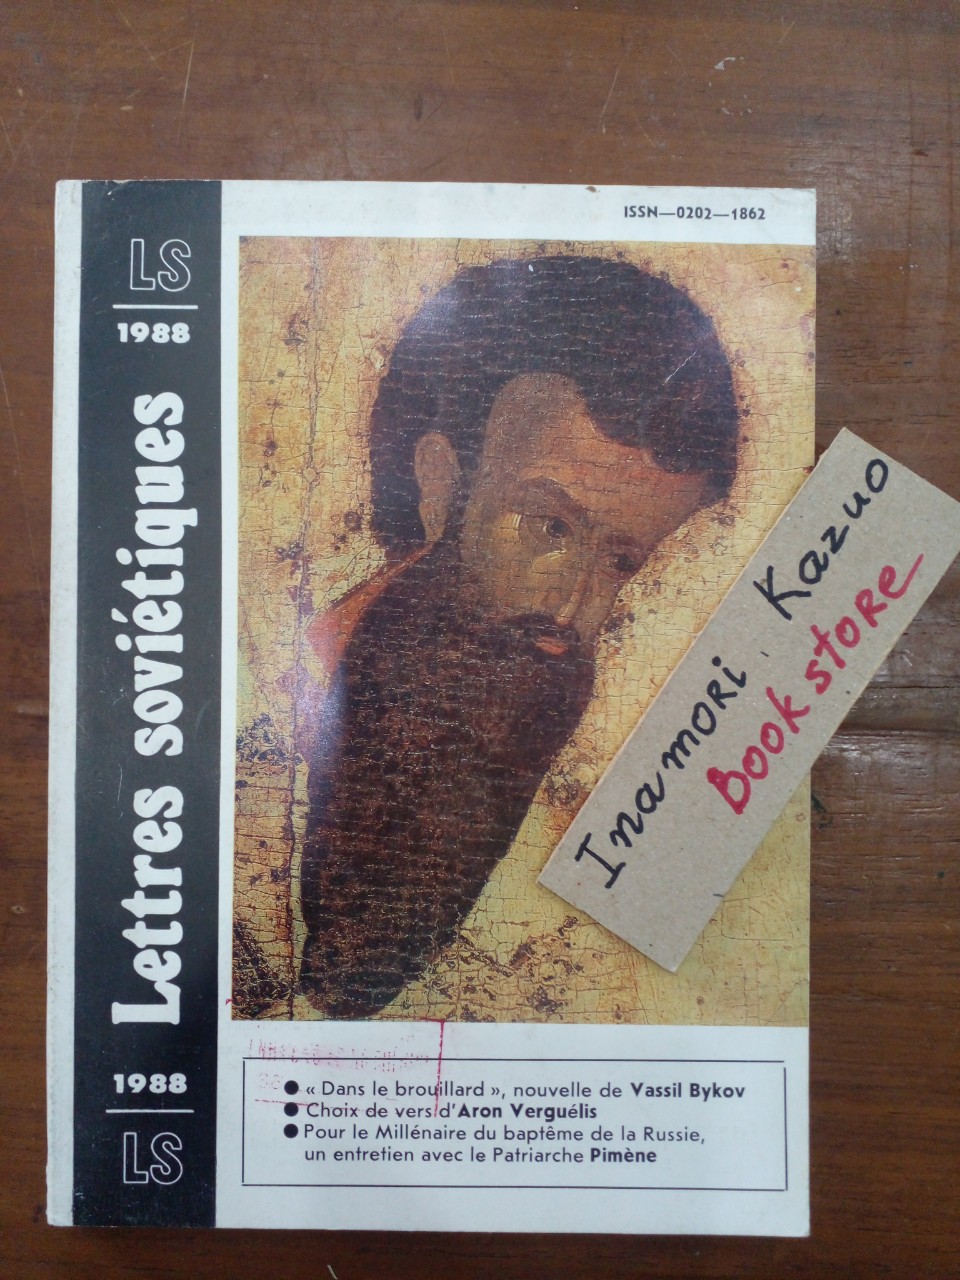 ISSN—0202—1862
LS
1988
Lettres soviétiques
1988
LS
Inamori. Kazuo
Book store
● « Dans le brouillard », nouvelle de Vassil Bykov
● Choix de vers d'Aron Verguélis
● Pour le Millénaire du baptême de la Russie,
un entretien avec le Patriarche Pimène